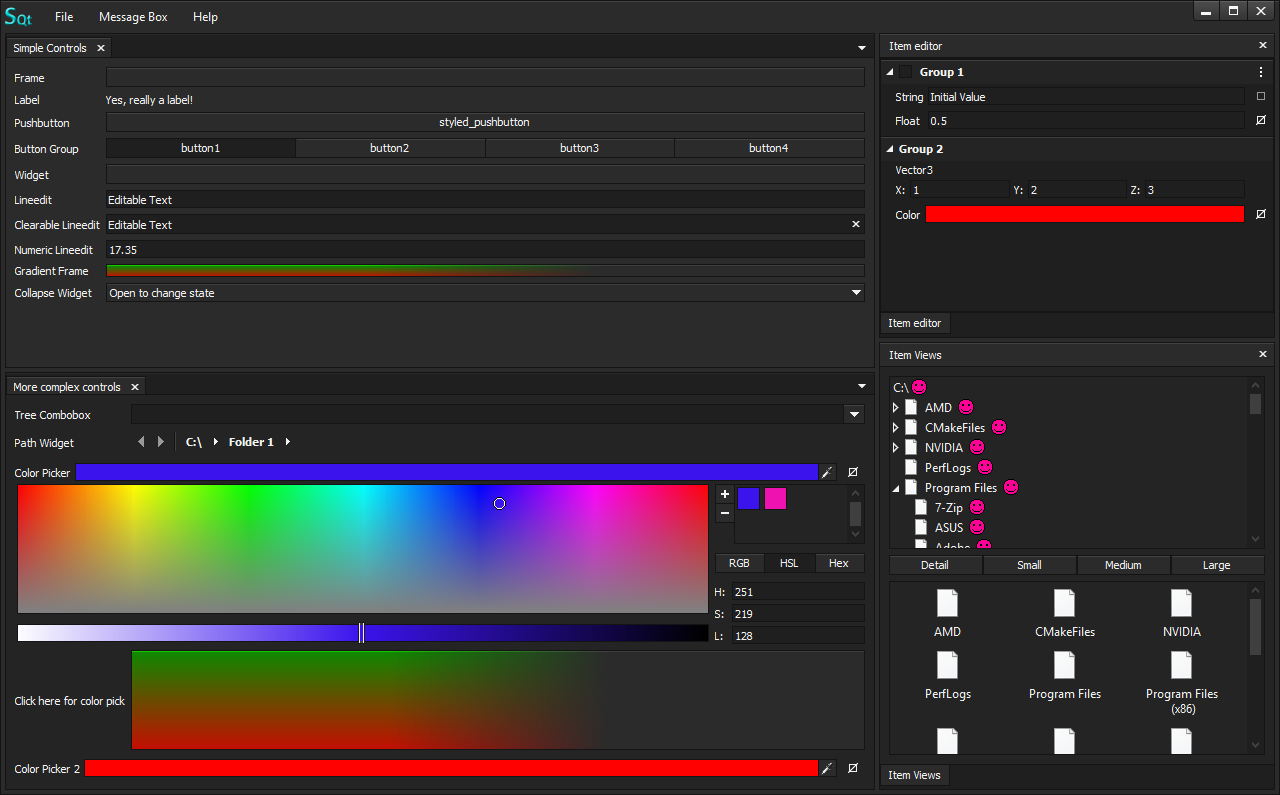 SQt File Message Box Help
Simple Controls
Frame
Label Yes, really a label!
Pushbutton styled_pushbutton
Button Group button1 button2 button3 button4
Widget
Lineedit Editable Text
Clearable Lineedit Editable Text
Numeric Lineedit 17.35
Gradient Frame
Collapse Widget Open to change state
More complex controls
Tree Combobox
Path Widget C:\ Folder 1
Color Picker
RGB HSL Hex
H: 251
S: 219
L: 128
Click here for color pick
Color Picker 2
Item editor
Group 1
String Initial Value
Float 0.5
Group 2
Vector3
X: 1 Y: 2 Z: 3
Color
Item editor
Item Views
C:\
AMD
CMakeFiles
NVIDIA
PerfLogs
Program Files
7-Zip
ASUS
Adobe
Detail Small Medium Large
AMD CMakeFiles NVIDIA
PerfLogs Program Files Program Files
(x86)
Item Views